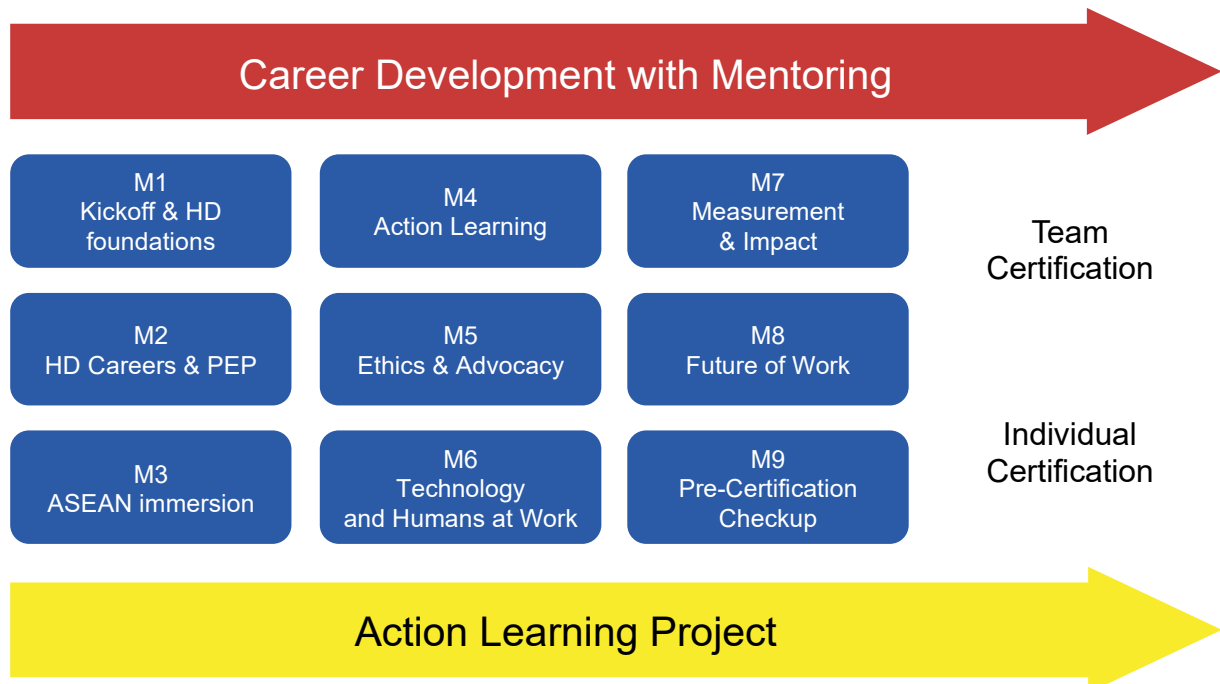 Career Development with Mentoring
M1
Kickoff & HD
foundations
M2
HD Careers & PEP
M3
ASEAN immersion
M4
Action Learning
M5
Ethics & Advocacy
M6
Technology
and Humans at Work
M7
Measurement
& Impact
M8
Future of Work
M9
Pre-Certification
Checkup
Team
Certification
Individual
Certification
Action Learning Project